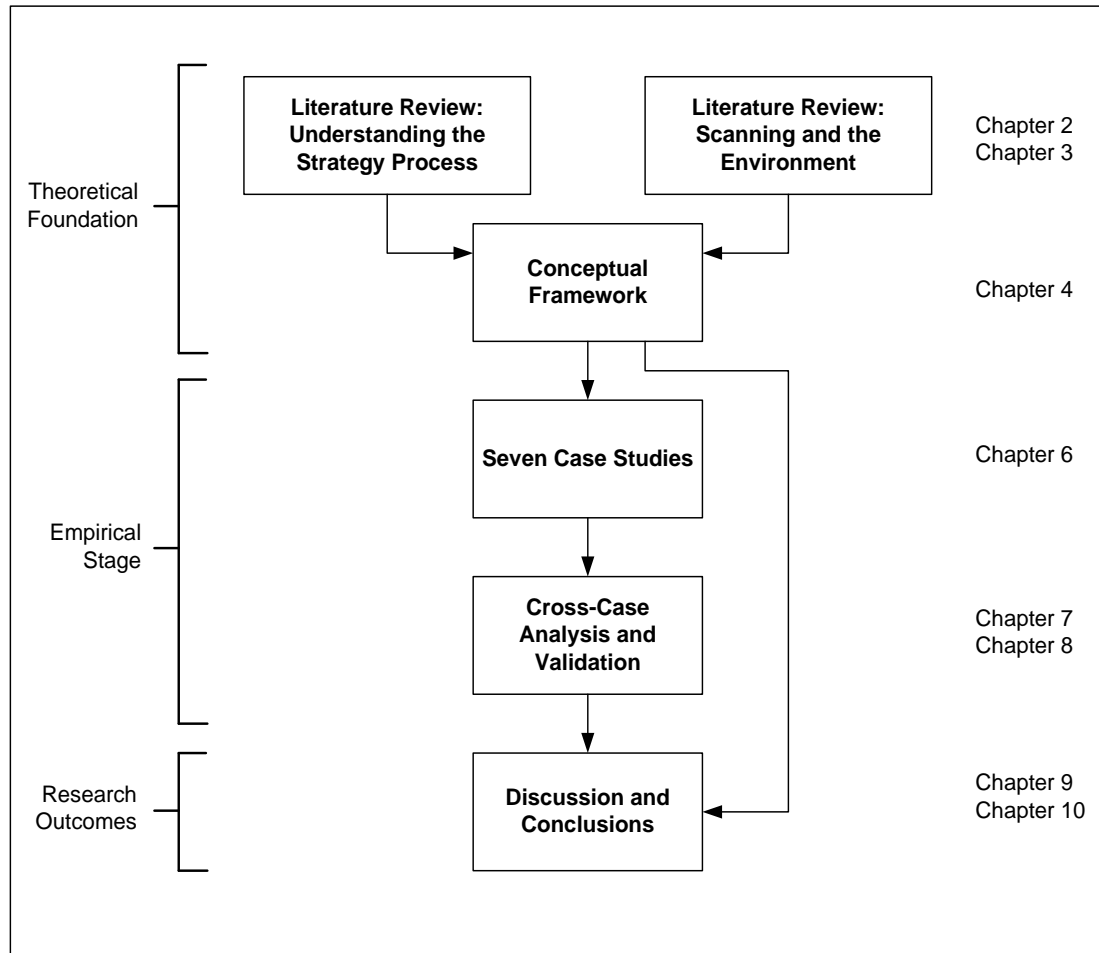 Literature Review:
Understanding the
Strategy Process
Literature Review:
Scanning and the
Environment
Chapter 2
Chapter 3
Theoretical
Foundation
Conceptual
Framework
Chapter 4
Seven Case Studies
Chapter 6
Empirical
Stage
Cross-Case
Analysis and
Validation
Chapter 7
Chapter 8
Research
Outcomes
Discussion and
Conclusions
Chapter 9
Chapter 10